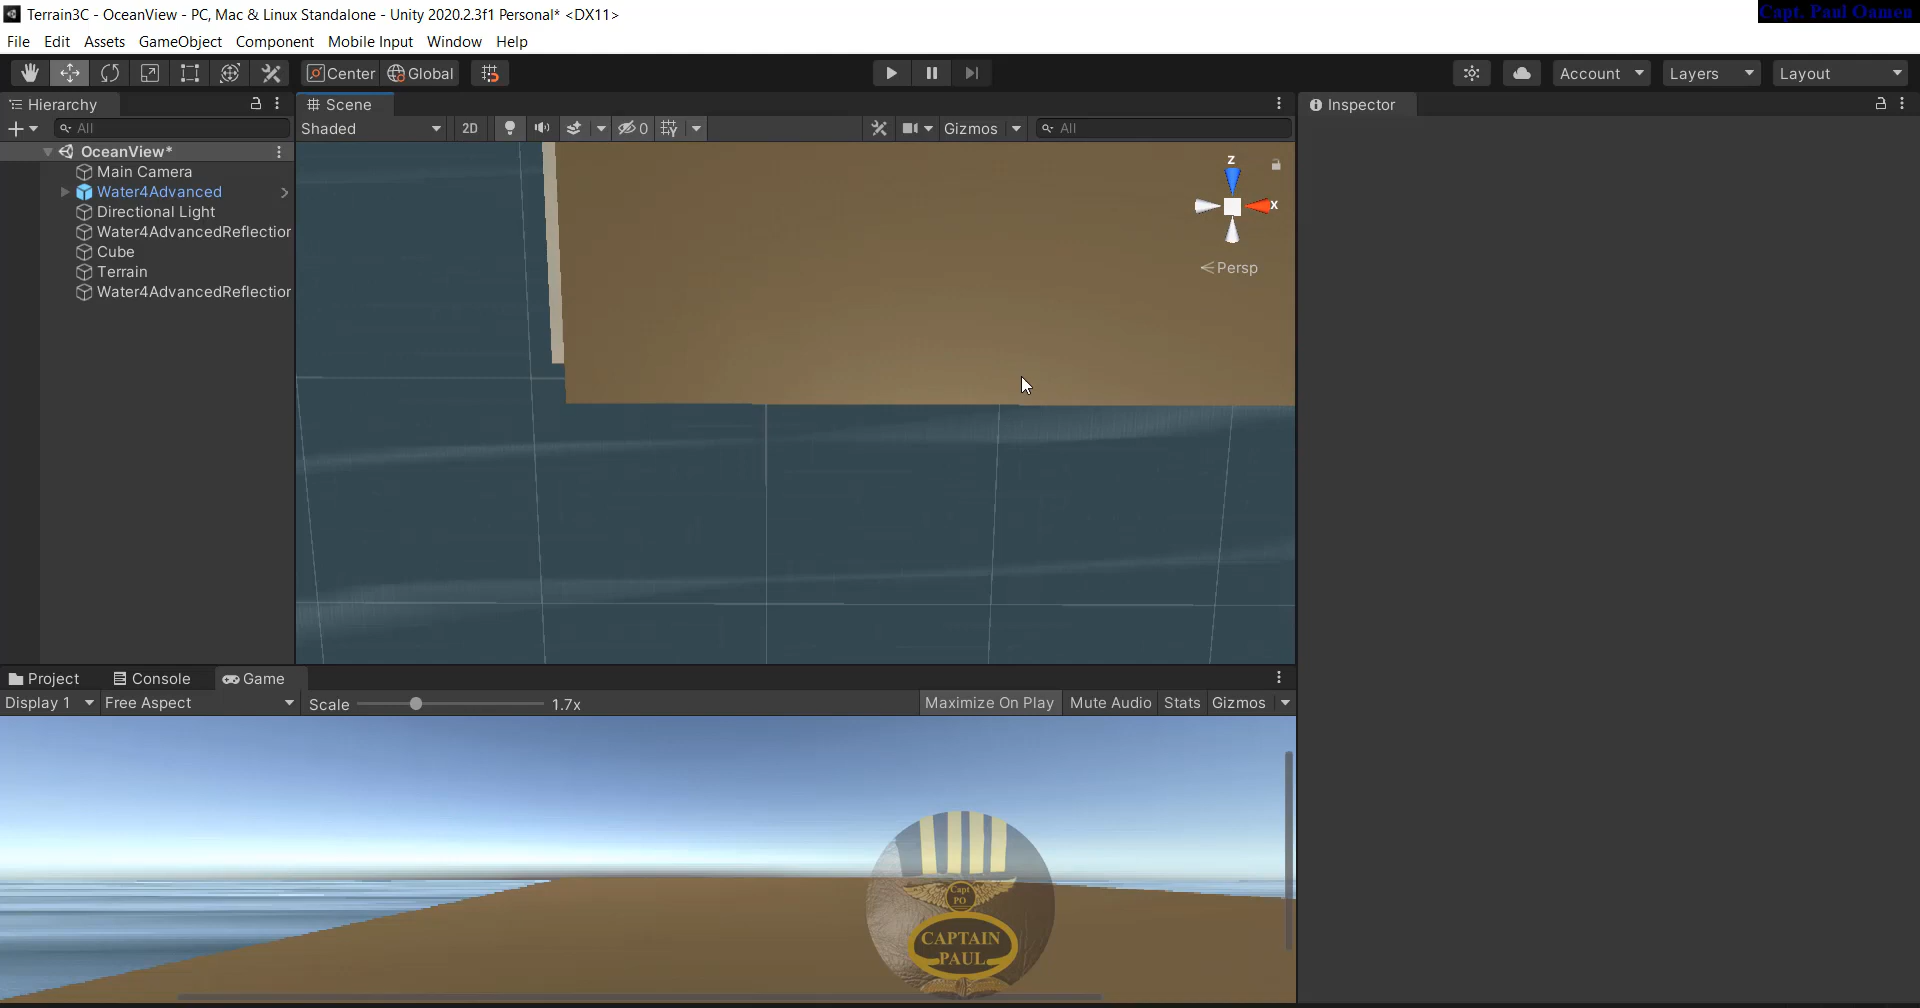 Terrain3C - OceanView - PC, Mac & Linux Standalone - Unity 2020.2.3f1 Personal* <DX11>
Capt. Paul Oamen
File Edit Assets GameObject Component Mobile Input Window Help
Center Global Account Layers Layout
Hierarchy Scene Inspector
All Shaded 2D 0 Gizmos All
OceanView*
Main Camera
Water4Advanced
Directional Light
Water4AdvancedReflection
Cube
Terrain
Water4AdvancedReflection
z
x
Persp
Project Console Game
Display 1 Free Aspect Scale 1.7x Maximize On Play Mute Audio Stats Gizmos
Capt
PO
CAPTAIN
PAUL